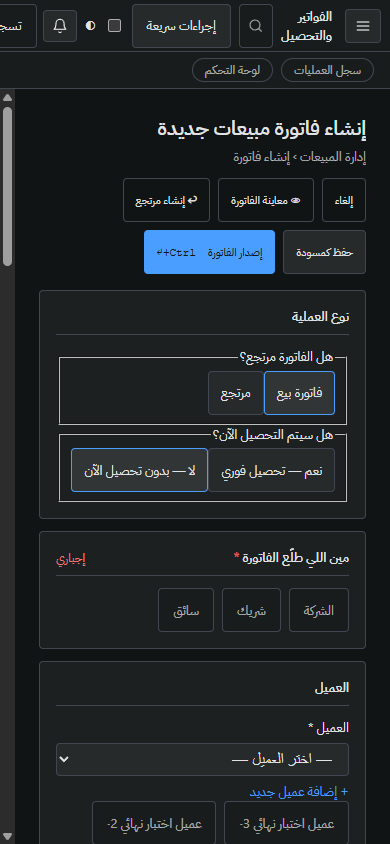 الفواتير والتحصيل
إجراءات سريعة
تسج
سجل العمليات
لوحة التحكم
إنشاء فاتورة مبيعات جديدة
إدارة المبيعات › إنشاء فاتورة
إلغاء
👁 معاينة الفاتورة
↩ إنشاء مرتجع
حفظ كمسودة
إصدار الفاتورة Ctrl+↵
نوع العملية
هل الفاتورة مرتجع؟
فاتورة بيع
مرتجع
هل سيتم التحصيل الآن؟
نعم — تحصيل فوري
لا — بدون تحصيل الآن
مين اللي طلّع الفاتورة *
إجباري
الشركة
شريك
سائق
العميل
العميل *
— اختَر العميل —
+ إضافة عميل جديد
عميل اختبار نهائي 3-
عميل اختبار نهائي 2-